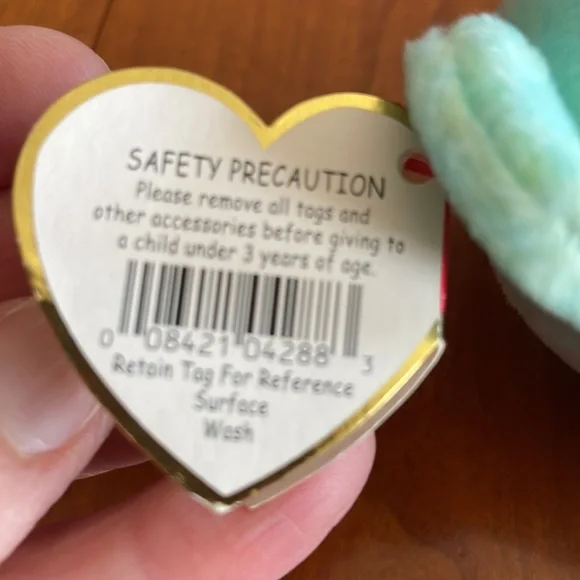 SAFETY PRECAUTION
Please remove all tags and
other accessories before giving to
a child under 3 years of age.
0 08421 04288 3
Retain Tag For Reference
Surface
Wash